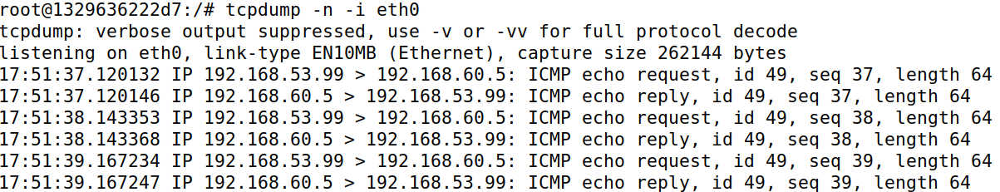 root@1329636222d7:/# tcpdump -n -i eth0
tcpdump: verbose output suppressed, use -v or -vv for full protocol decode
listening on eth0, link-type EN10MB (Ethernet), capture size 262144 bytes
17:51:37.120132 IP 192.168.53.99 > 192.168.60.5: ICMP echo request, id 49, seq 37, length 64
17:51:37.120146 IP 192.168.60.5 > 192.168.53.99: ICMP echo reply, id 49, seq 37, length 64
17:51:38.143353 IP 192.168.53.99 > 192.168.60.5: ICMP echo request, id 49, seq 38, length 64
17:51:38.143368 IP 192.168.60.5 > 192.168.53.99: ICMP echo reply, id 49, seq 38, length 64
17:51:39.167234 IP 192.168.53.99 > 192.168.60.5: ICMP echo request, id 49, seq 39, length 64
17:51:39.167247 IP 192.168.60.5 > 192.168.53.99: ICMP echo reply, id 49, seq 39, length 64